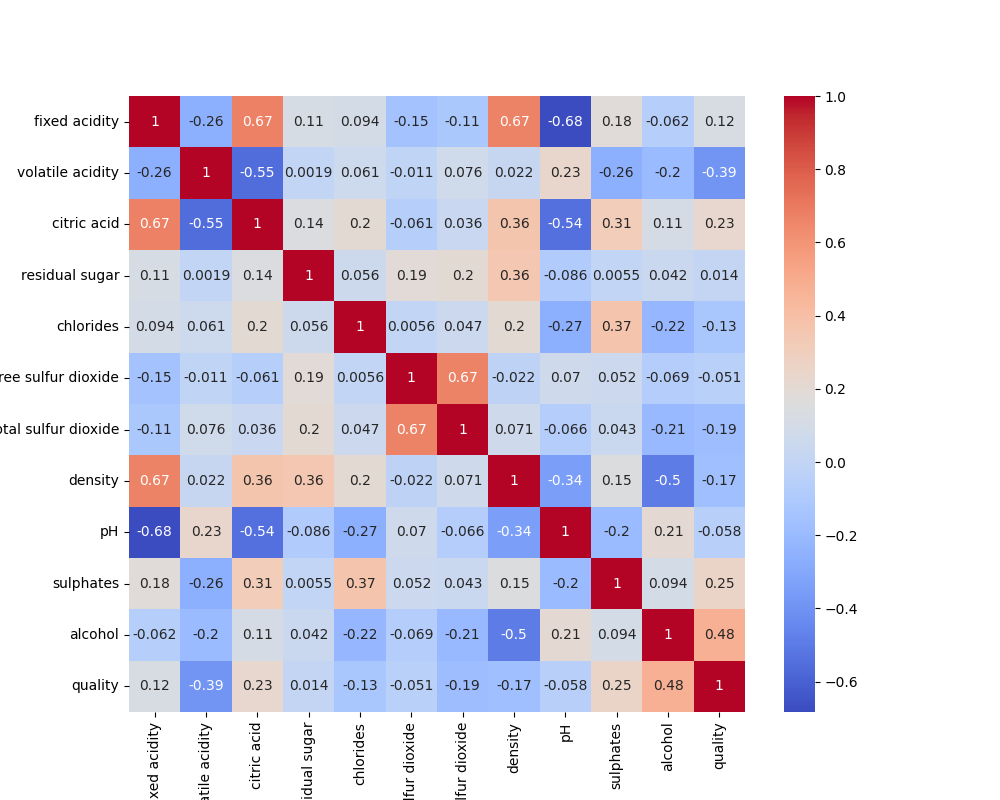 fixed acidity 1 -0.26 0.67 0.11 0.094 -0.15 -0.11 0.67 -0.68 0.18 -0.062 0.12
volatile acidity -0.26 1 -0.55 0.0019 0.061 -0.011 0.076 0.022 0.23 -0.26 -0.2 -0.39
citric acid 0.67 -0.55 1 0.14 0.2 -0.061 0.036 0.36 -0.54 0.31 0.11 0.23
residual sugar 0.11 0.0019 0.14 1 0.056 0.19 0.2 0.36 -0.086 0.0055 0.042 0.014
chlorides 0.094 0.061 0.2 0.056 1 0.0056 0.047 0.2 -0.27 0.37 -0.22 -0.13
ree sulfur dioxide -0.15 -0.011 -0.061 0.19 0.0056 1 0.67 -0.022 0.07 0.052 -0.069 -0.051
otal sulfur dioxide -0.11 0.076 0.036 0.2 0.047 0.67 1 0.071 -0.066 0.043 -0.21 -0.19
density 0.67 0.022 0.36 0.36 0.2 -0.022 0.071 1 -0.34 0.15 -0.5 -0.17
pH -0.68 0.23 -0.54 -0.086 -0.27 0.07 -0.066 -0.34 1 -0.2 0.21 -0.058
sulphates 0.18 -0.26 0.31 0.0055 0.37 0.052 0.043 0.15 -0.2 1 0.094 0.25
alcohol -0.062 -0.2 0.11 0.042 -0.22 -0.069 -0.21 -0.5 0.21 0.094 1 0.48
quality 0.12 -0.39 0.23 0.014 -0.13 -0.051 -0.19 -0.17 -0.058 0.25 0.48 1
xed acidity
atile acidity
citric acid
idual sugar
chlorides
lfur dioxide
lfur dioxide
density
pH
sulphates
alcohol
quality
1.0
0.8
0.6
0.4
0.2
0.0
−0.2
−0.4
−0.6